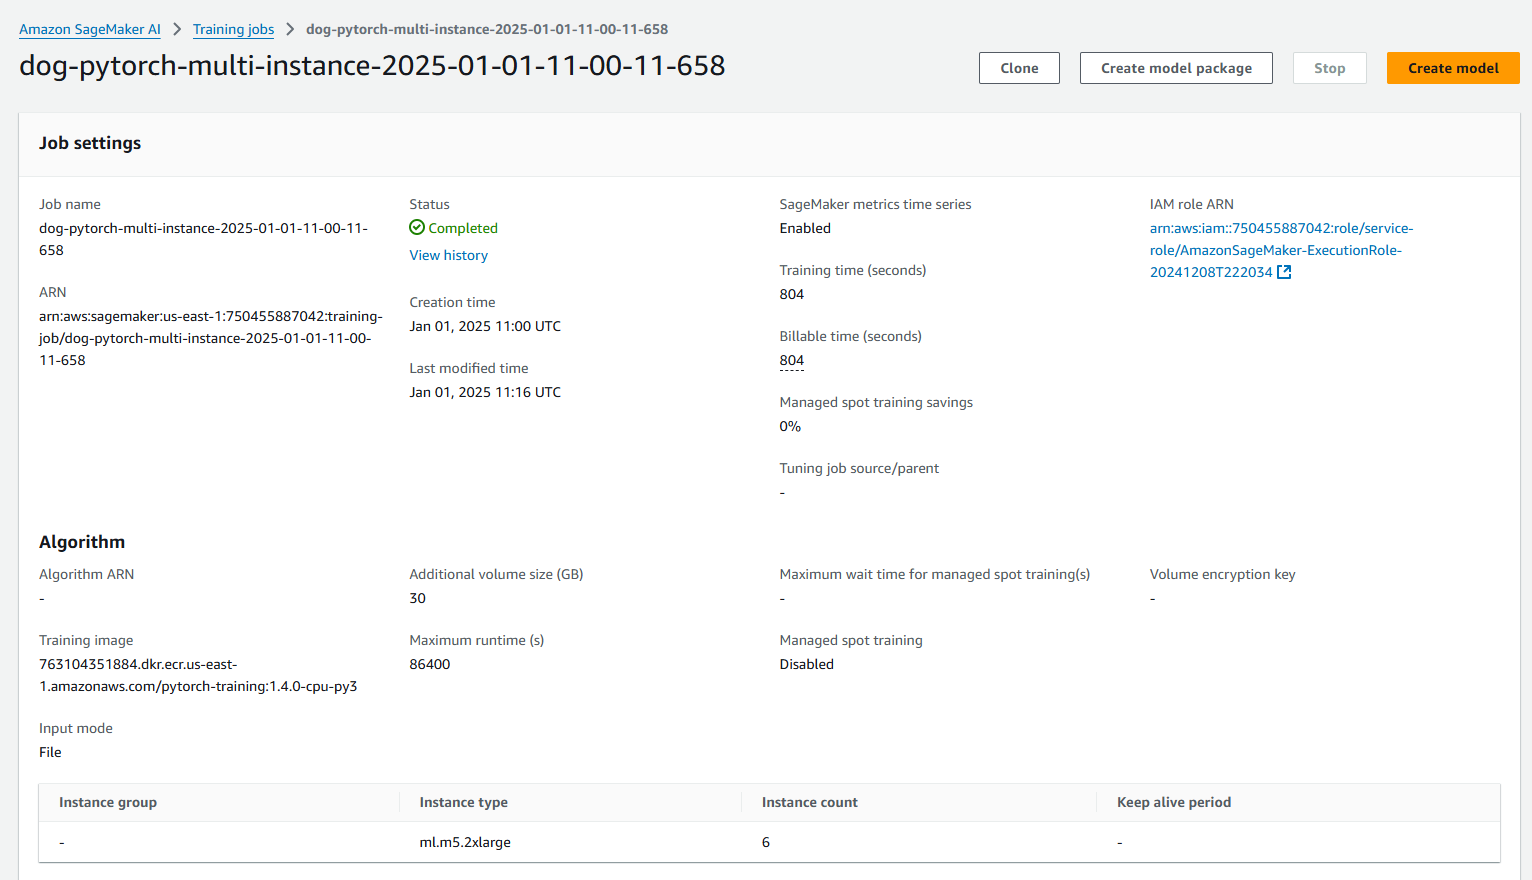 Amazon SageMaker AI > Training jobs > dog-pytorch-multi-instance-2025-01-01-11-00-11-658
dog-pytorch-multi-instance-2025-01-01-11-00-11-658
Clone
Create model package
Stop
Create model
Job settings
Job name
dog-pytorch-multi-instance-2025-01-01-11-00-11-
658
ARN
arn:aws:sagemaker:us-east-1:750455887042:training-
job/dog-pytorch-multi-instance-2025-01-01-11-00-
11-658
Status
Completed
View history
Creation time
Jan 01, 2025 11:00 UTC
Last modified time
Jan 01, 2025 11:16 UTC
SageMaker metrics time series
Enabled
Training time (seconds)
804
Billable time (seconds)
804
Managed spot training savings
0%
Tuning job source/parent
-
IAM role ARN
arn:aws:iam::750455887042:role/service-
role/AmazonSageMaker-ExecutionRole-
20241208T222034
Algorithm
Algorithm ARN
-
Training image
763104351884.dkr.ecr.us-east-
1.amazonaws.com/pytorch-training:1.4.0-cpu-py3
Input mode
File
Additional volume size (GB)
30
Maximum runtime (s)
86400
Maximum wait time for managed spot training(s)
-
Managed spot training
Disabled
Volume encryption key
-
Instance group
Instance type
Instance count
Keep alive period
-
ml.m5.2xlarge
6
-